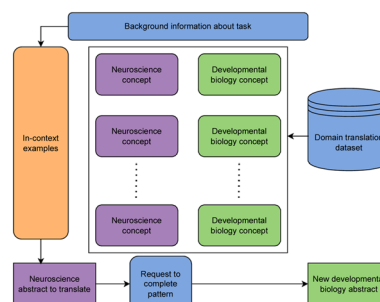 Background information about task
In-context
examples
Neuroscience
concept
Developmental
biology concept
Neuroscience
concept
Developmental
biology concept
Neuroscience
concept
Developmental
biology concept
Domain translation
dataset
Neuroscience
abstract to translate
Request to
complete
pattern
New developmental
biology abstract